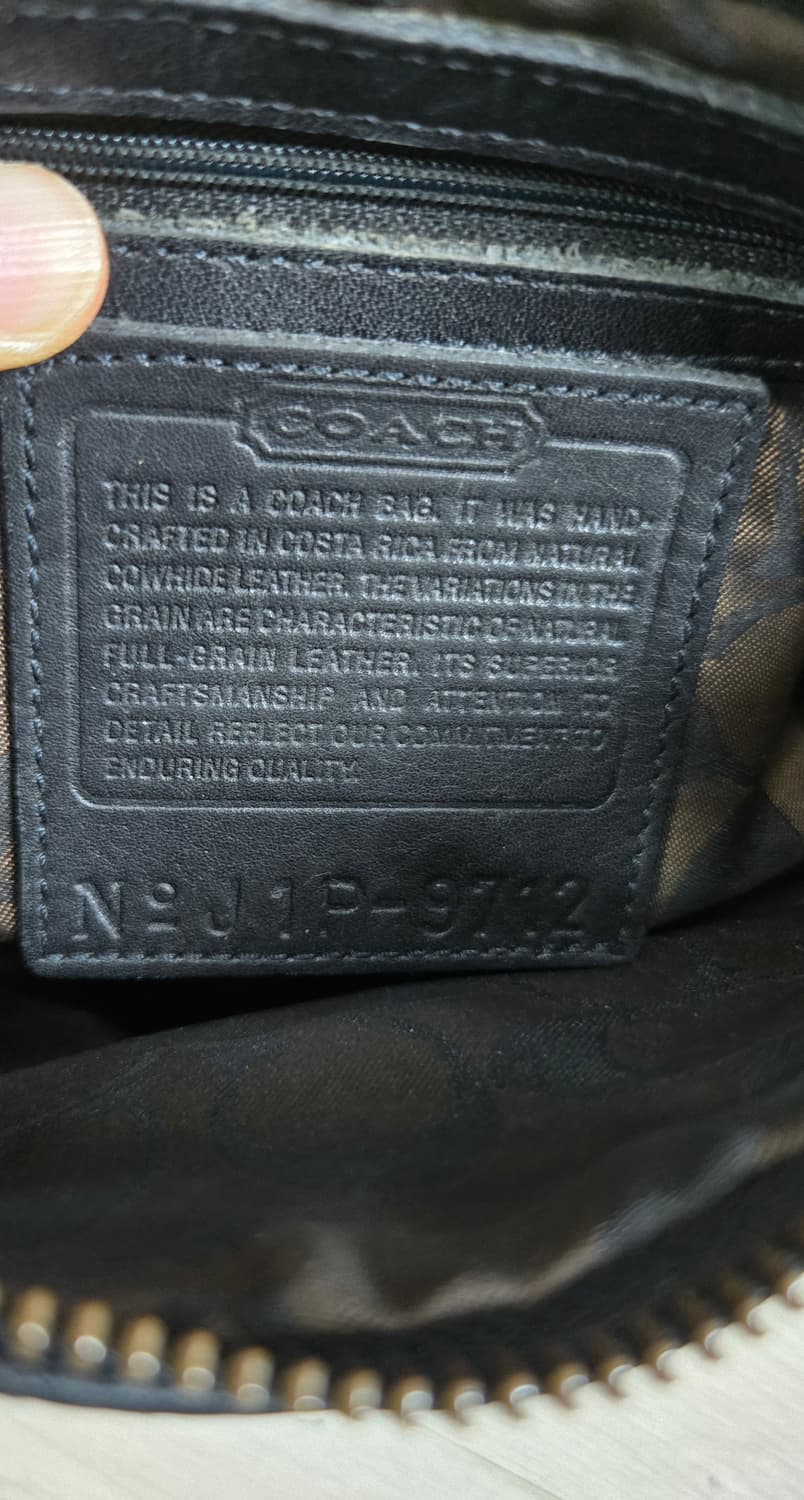 COACH
THIS IS A COACH BAG. IT WAS HAND-
CRAFTED IN COSTA RICA FROM NATURAL
COWHIDE LEATHER. THE VARIATIONS IN THE
GRAIN ARE CHARACTERISTIC OF NATURAL
FULL-GRAIN LEATHER. ITS SUPERIOR
CRAFTSMANSHIP AND ATTENTION TO
DETAIL REFLECT OUR COMMITMENT TO
ENDURING QUALITY.
Nº J1P-9712